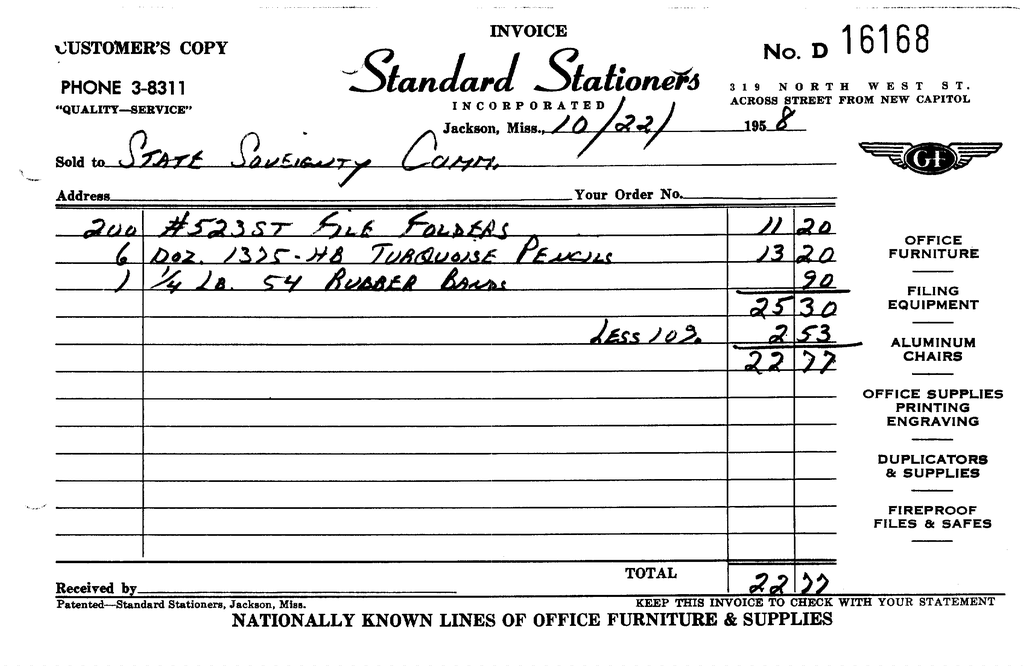 INVOICE
CUSTOMER'S COPY
No. D 16168
PHONE 3-8311
Standard Stationers
INCORPORATED
"QUALITY—SERVICE"
319 NORTH WEST ST.
ACROSS STREET FROM NEW CAPITOL
Jackson, Miss., 10/22/ 1958
Sold to STATE SOVEIGNTY COMM.
GF
Address Your Order No.
200 #523ST FILE FOLDERS 11 20
6 DOZ. 1375-HB TURQUOISE PENCILS 13 20
1 1/4 LB. 54 RUBBER BANDS 90
25 30
LESS 10%. 2 53
22 77
OFFICE
FURNITURE
FILING
EQUIPMENT
ALUMINUM
CHAIRS
OFFICE SUPPLIES
PRINTING
ENGRAVING
DUPLICATORS
& SUPPLIES
FIREPROOF
FILES & SAFES
TOTAL 22 77
Received by
Patented—Standard Stationers, Jackson, Miss.
KEEP THIS INVOICE TO CHECK WITH YOUR STATEMENT
NATIONALLY KNOWN LINES OF OFFICE FURNITURE & SUPPLIES